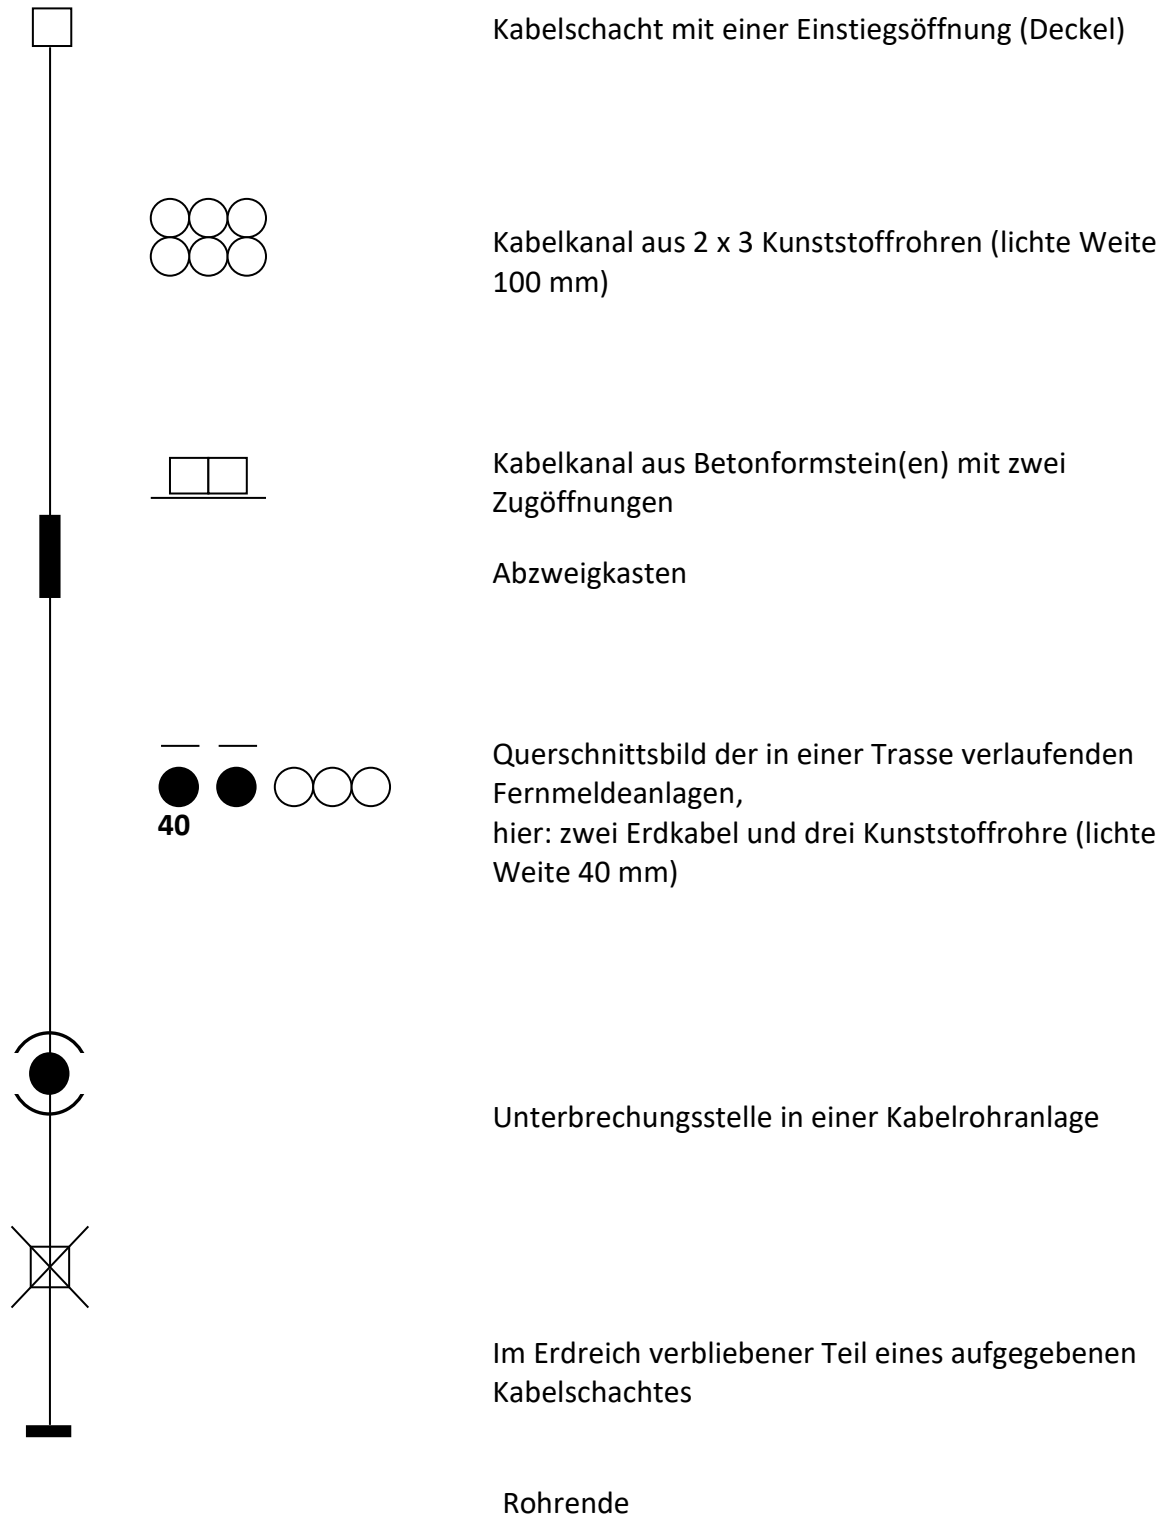 Kabelschacht mit einer Einstiegsöffnung (Deckel)
Kabelkanal aus 2 x 3 Kunststoffrohren (lichte Weite
100 mm)
Kabelkanal aus Betonformstein(en) mit zwei
Zugöffnungen
Abzweigkasten
Querschnittsbild der in einer Trasse verlaufenden
Fernmeldeanlagen,
40
hier: zwei Erdkabel und drei Kunststoffrohre (lichte
Weite 40 mm)
Unterbrechungsstelle in einer Kabelrohranlage
Im Erdreich verbliebener Teil eines aufgegebenen
Kabelschachtes
Rohrende